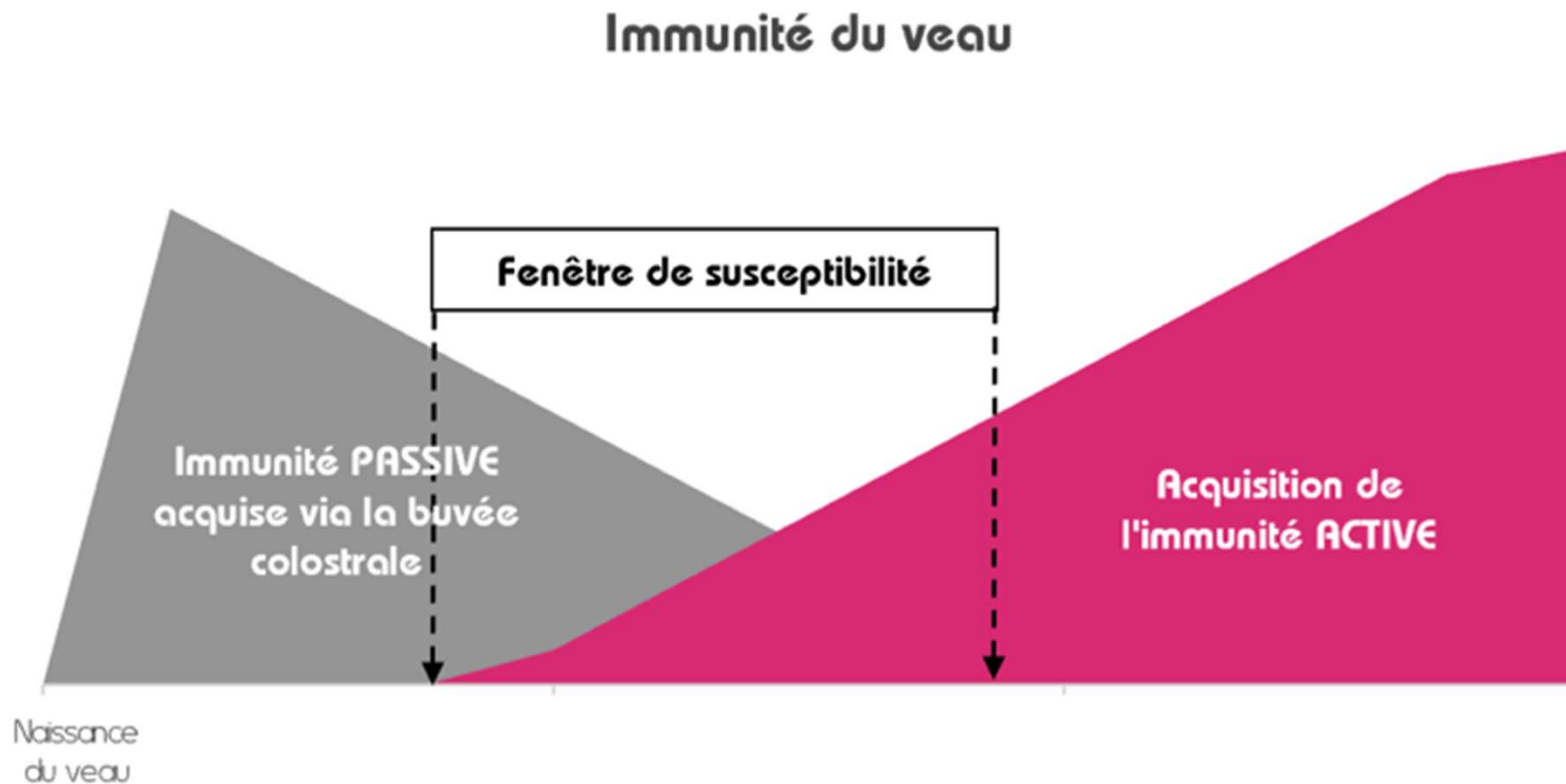 Immunité du veau
Fenêtre de susceptibilité
Immunité PASSIVE
acquise via la buvée
colostrale
Acquisition de
l'immunité ACTIVE
Naissance
du veau